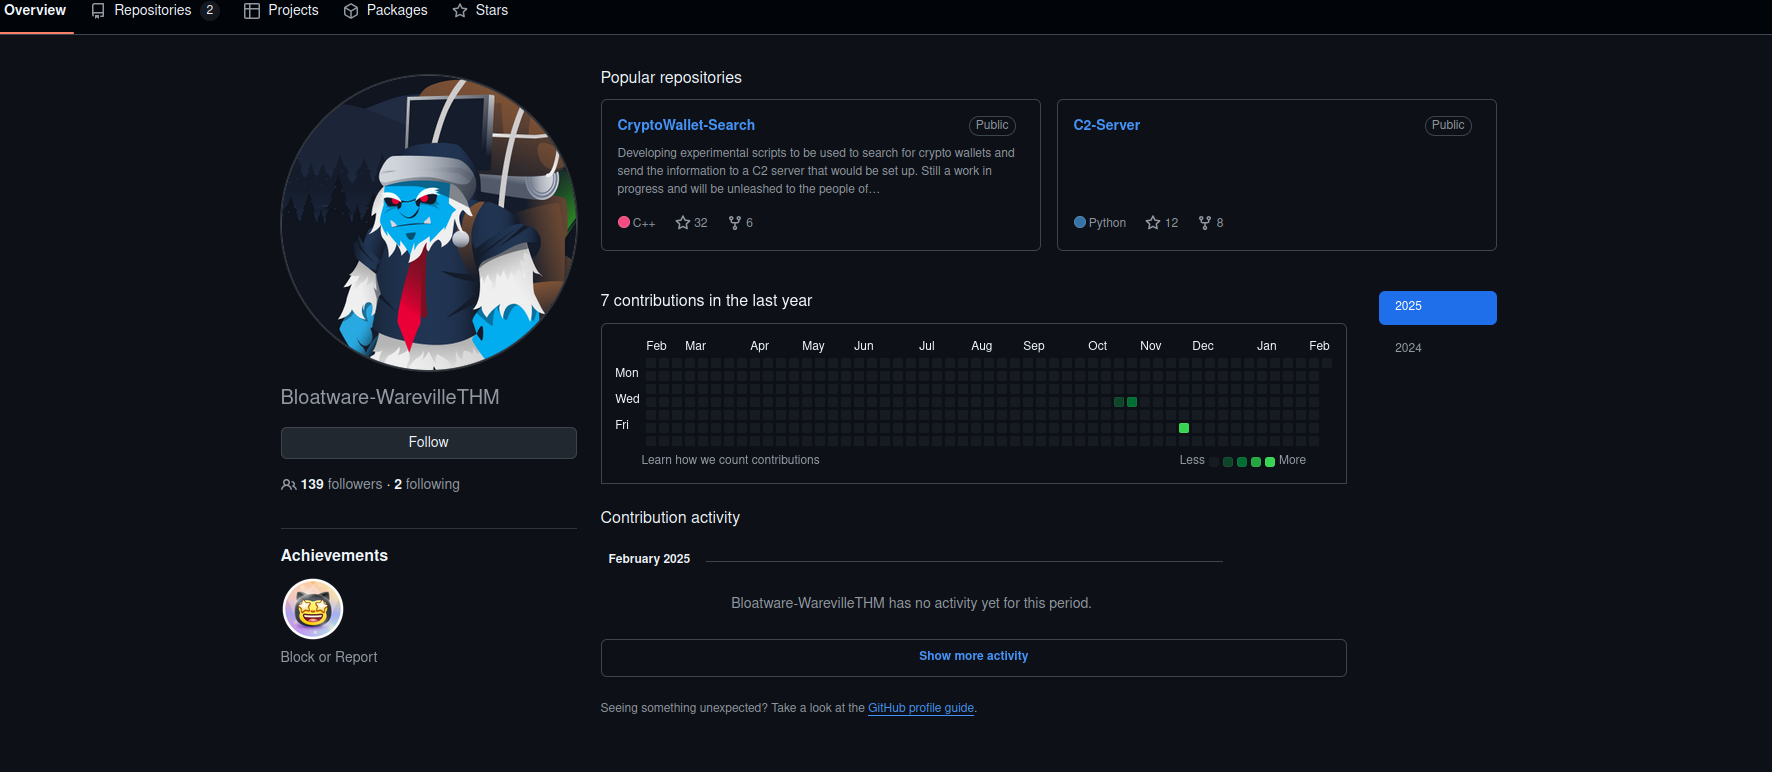 Overview Repositories 2 Projects Packages Stars
Bloatware-WarevilleTHM
Follow
139 followers · 2 following
Achievements
Block or Report
Popular repositories
CryptoWallet-Search Public
Developing experimental scripts to be used to search for crypto wallets and
send the information to a C2 server that would be set up. Still a work in
progress and will be unleashed to the people of…
C++ 32 6
C2-Server Public
Python 12 8
7 contributions in the last year
2025
2024
Feb Mar Apr May Jun Jul Aug Sep Oct Nov Dec Jan Feb
Mon
Wed
Fri
Learn how we count contributions Less More
Contribution activity
February 2025
Bloatware-WarevilleTHM has no activity yet for this period.
Show more activity
Seeing something unexpected? Take a look at the GitHub profile guide.